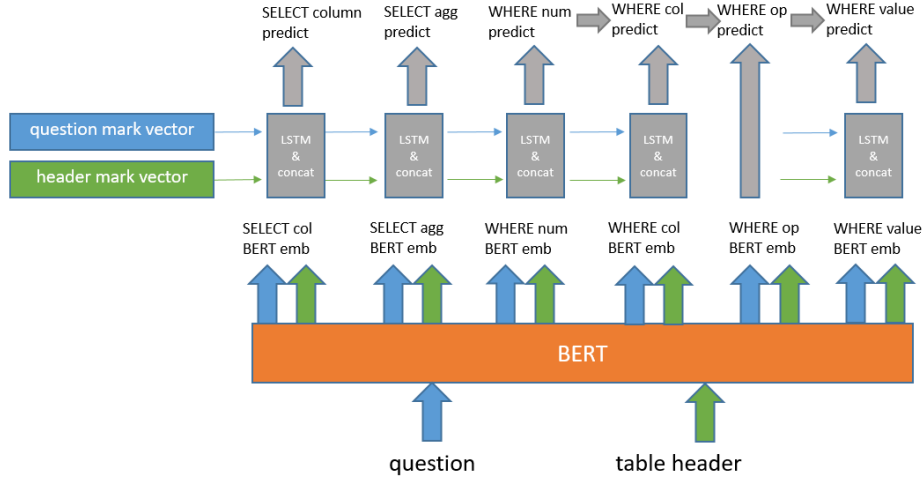 SELECT column
predict
SELECT agg
predict
WHERE num
predict
WHERE col
predict
WHERE op
predict
WHERE value
predict
question mark vector
header mark vector
LSTM
&
concat
LSTM
&
concat
LSTM
&
concat
LSTM
&
concat
LSTM
&
concat
SELECT col
BERT emb
SELECT agg
BERT emb
WHERE num
BERT emb
WHERE col
BERT emb
WHERE op
BERT emb
WHERE value
BERT emb
BERT
question
table header